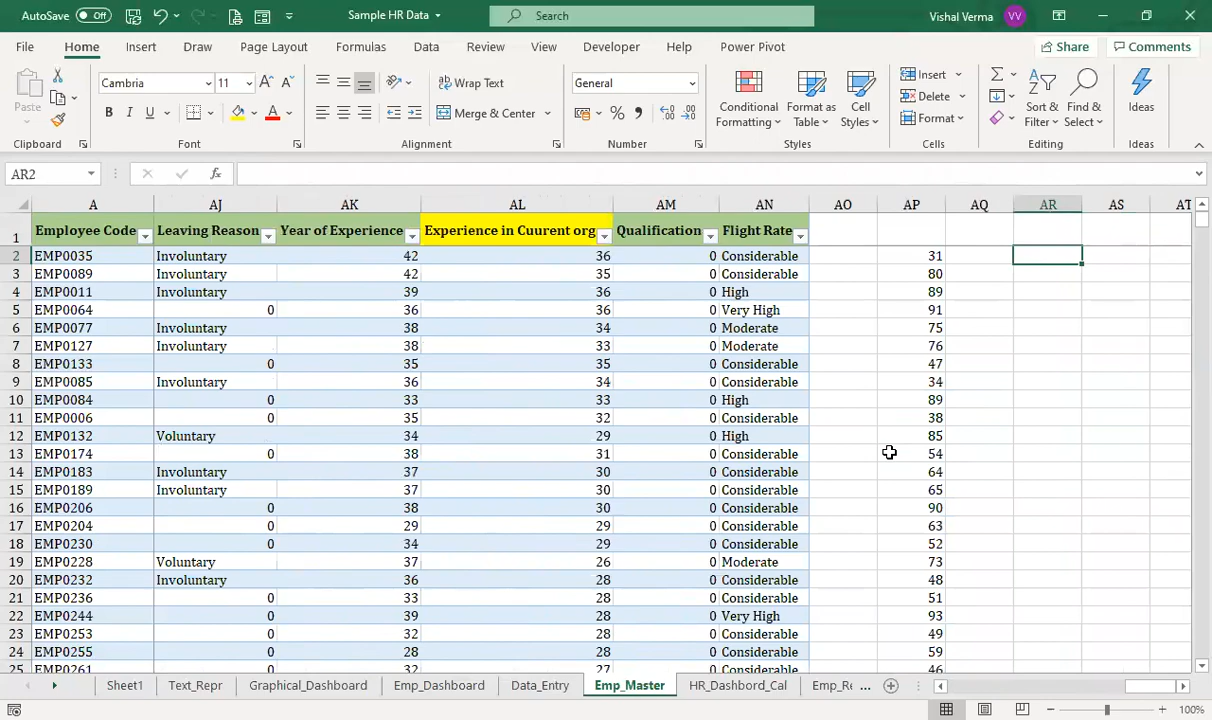 AutoSave Off Sample HR Data Search Vishal Verma VV
File Home Insert Draw Page Layout Formulas Data Review View Developer Help Power Pivot Share Comments
Paste Cambria 11 A A Wrap Text General Conditional Formatting Format as Table Cell Styles Insert Sort & Filter Find & Select Ideas
B I U A Merge & Center % Delete
Format
Clipboard Font Alignment Number Styles Cells Editing Ideas
AR2 fx
A AJ AK AL AM AN AO AP AQ AR AS AT
1 Employee Code Leaving Reason Year of Experience Experience in Cuurent org Qualification Flight Rate
2 EMP0035 Involuntary 42 36 0 Considerable 31
3 EMP0089 Involuntary 42 35 0 Considerable 80
4 EMP0011 Involuntary 39 36 0 High 89
5 EMP0064 0 36 36 0 Very High 91
6 EMP0077 Involuntary 38 34 0 Moderate 75
7 EMP0127 Involuntary 38 33 0 Moderate 76
8 EMP0133 0 35 35 0 Considerable 47
9 EMP0085 Involuntary 36 34 0 Considerable 34
10 EMP0084 0 33 33 0 High 89
11 EMP0006 0 35 32 0 Considerable 38
12 EMP0132 Voluntary 34 29 0 High 85
13 EMP0174 0 38 31 0 Considerable 54
14 EMP0183 Involuntary 37 30 0 Considerable 64
15 EMP0189 Involuntary 37 30 0 Considerable 65
16 EMP0206 0 38 30 0 Considerable 90
17 EMP0204 0 29 29 0 Considerable 63
18 EMP0230 0 34 29 0 Considerable 52
19 EMP0228 Voluntary 37 26 0 Moderate 73
20 EMP0232 Involuntary 36 28 0 Considerable 48
21 EMP0236 0 33 28 0 Considerable 51
22 EMP0244 0 39 28 0 Very High 93
23 EMP0253 0 32 28 0 Considerable 49
24 EMP0255 0 28 28 0 Considerable 59
25 EMP0261 0 32 27 0 Considerable 46
Sheet1 Text_Repr Graphical_Dashboard Emp_Dashboard Data_Entry Emp_Master HR_Dashbord_Cal Emp_Re ...
100%